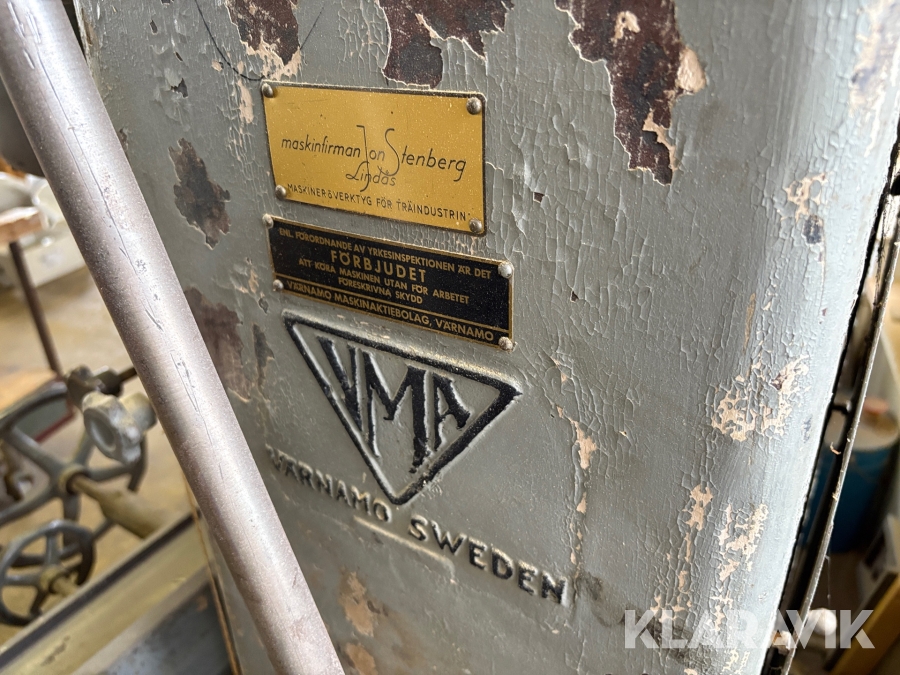 maskinfirman Jon Stenberg
Lindås
MASKINER & VERKTYG FÖR TRÄINDUSTRIN
ENL. FÖRORDNANDE AV YRKESINSPEKTIONEN ÄR DET
FÖRBJUDET
ATT KÖRA MASKINEN UTAN FÖR ARBETET
FÖRESKRIVNA SKYDD
VÄRNAMO MASKINAKTIEBOLAG, VÄRNAMO
VMA
VÄRNAMO SWEDEN
KLARAVIK